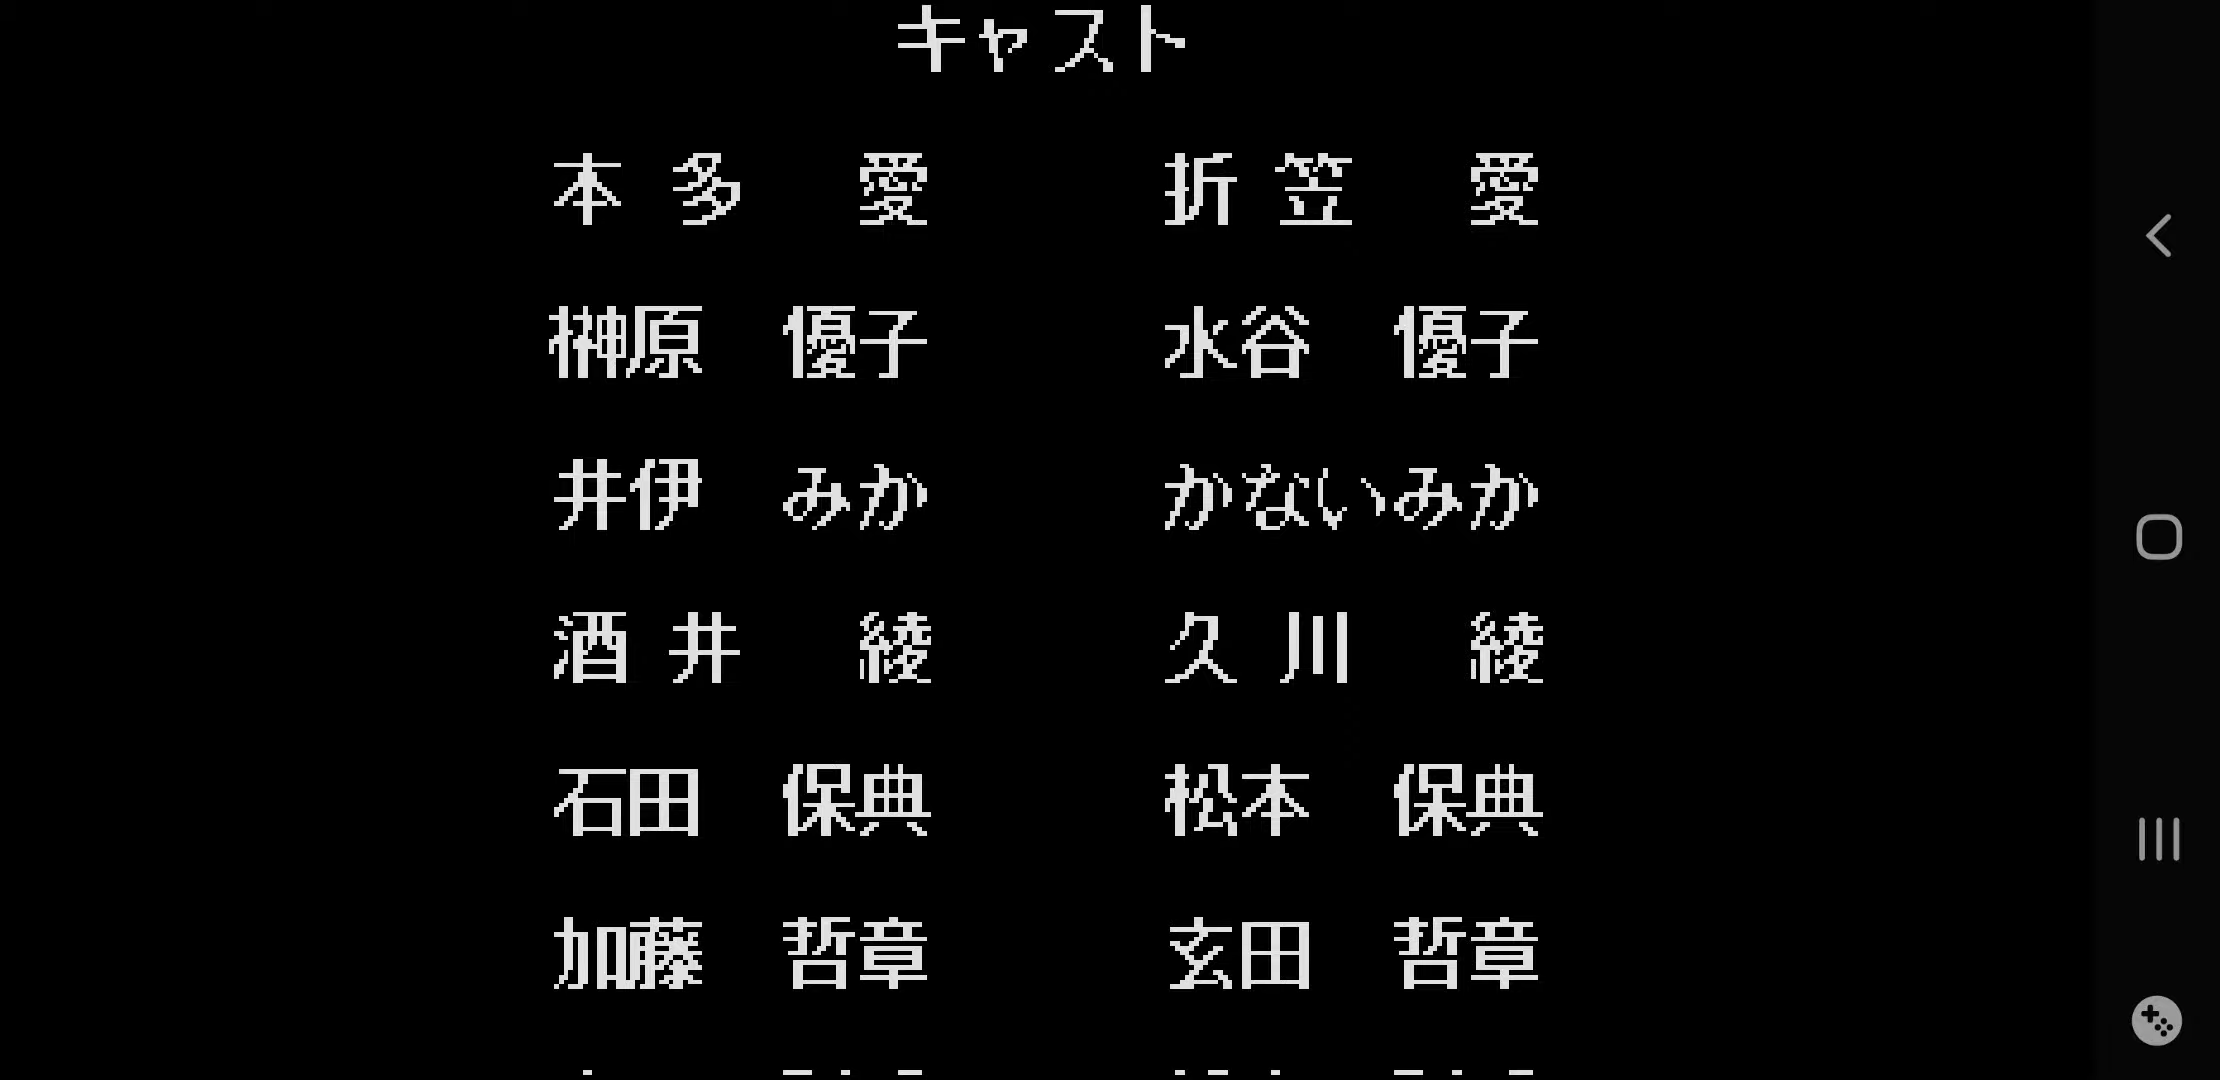 キャスト
本多 愛 折笠 愛
榊原 優子 水谷 優子
井伊 みか かないみか
酒井 綾 久川 綾
石田 保典 松本 保典
加藤 哲章 玄田 哲章